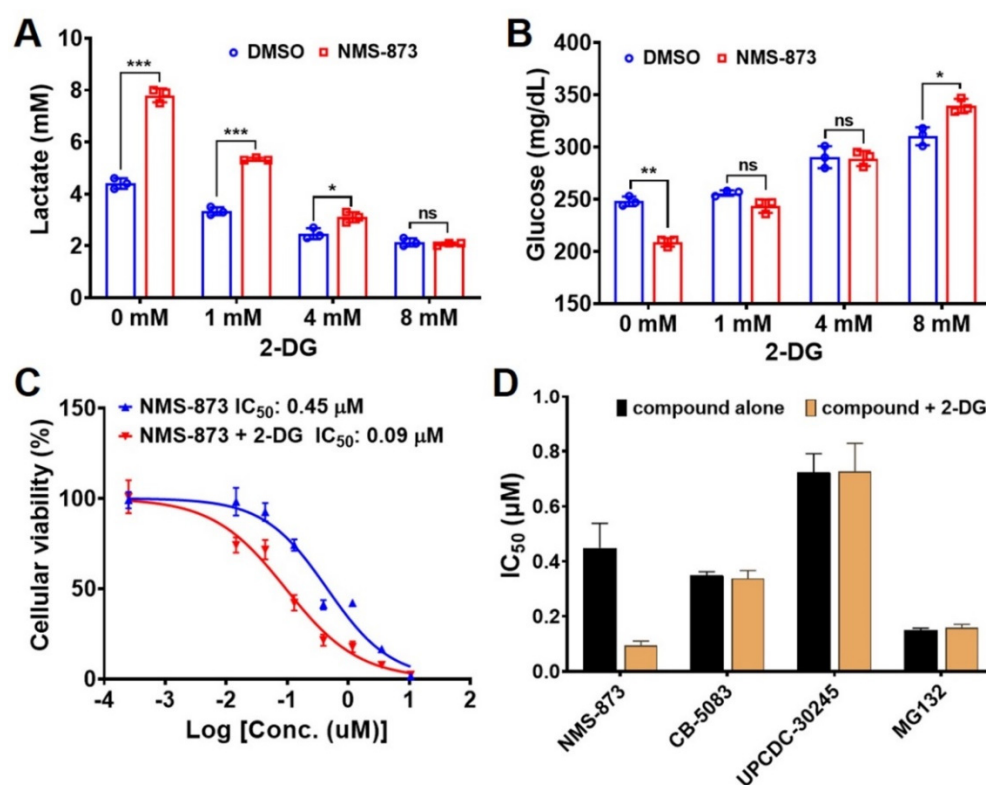 A
DMSO NMS-873
Lactate (mM)
10
8
6
4
2
0
***
***
*
ns
0 mM 1 mM 4 mM 8 mM
2-DG
B
DMSO NMS-873
Glucose (mg/dL)
400
350
300
250
200
150
**
ns
ns
*
0 mM 1 mM 4 mM 8 mM
2-DG
C
NMS-873 IC50: 0.45 μM
NMS-873 + 2-DG IC50: 0.09 μM
Cellular viability (%)
150
100
50
0
-4 -3 -2 -1 0 1 2
Log [Conc. (uM)]
D
compound alone compound + 2-DG
IC50 (μM)
1.0
0.8
0.6
0.4
0.2
0.0
NMS-873
CB-5083
UPCDC-30245
MG132